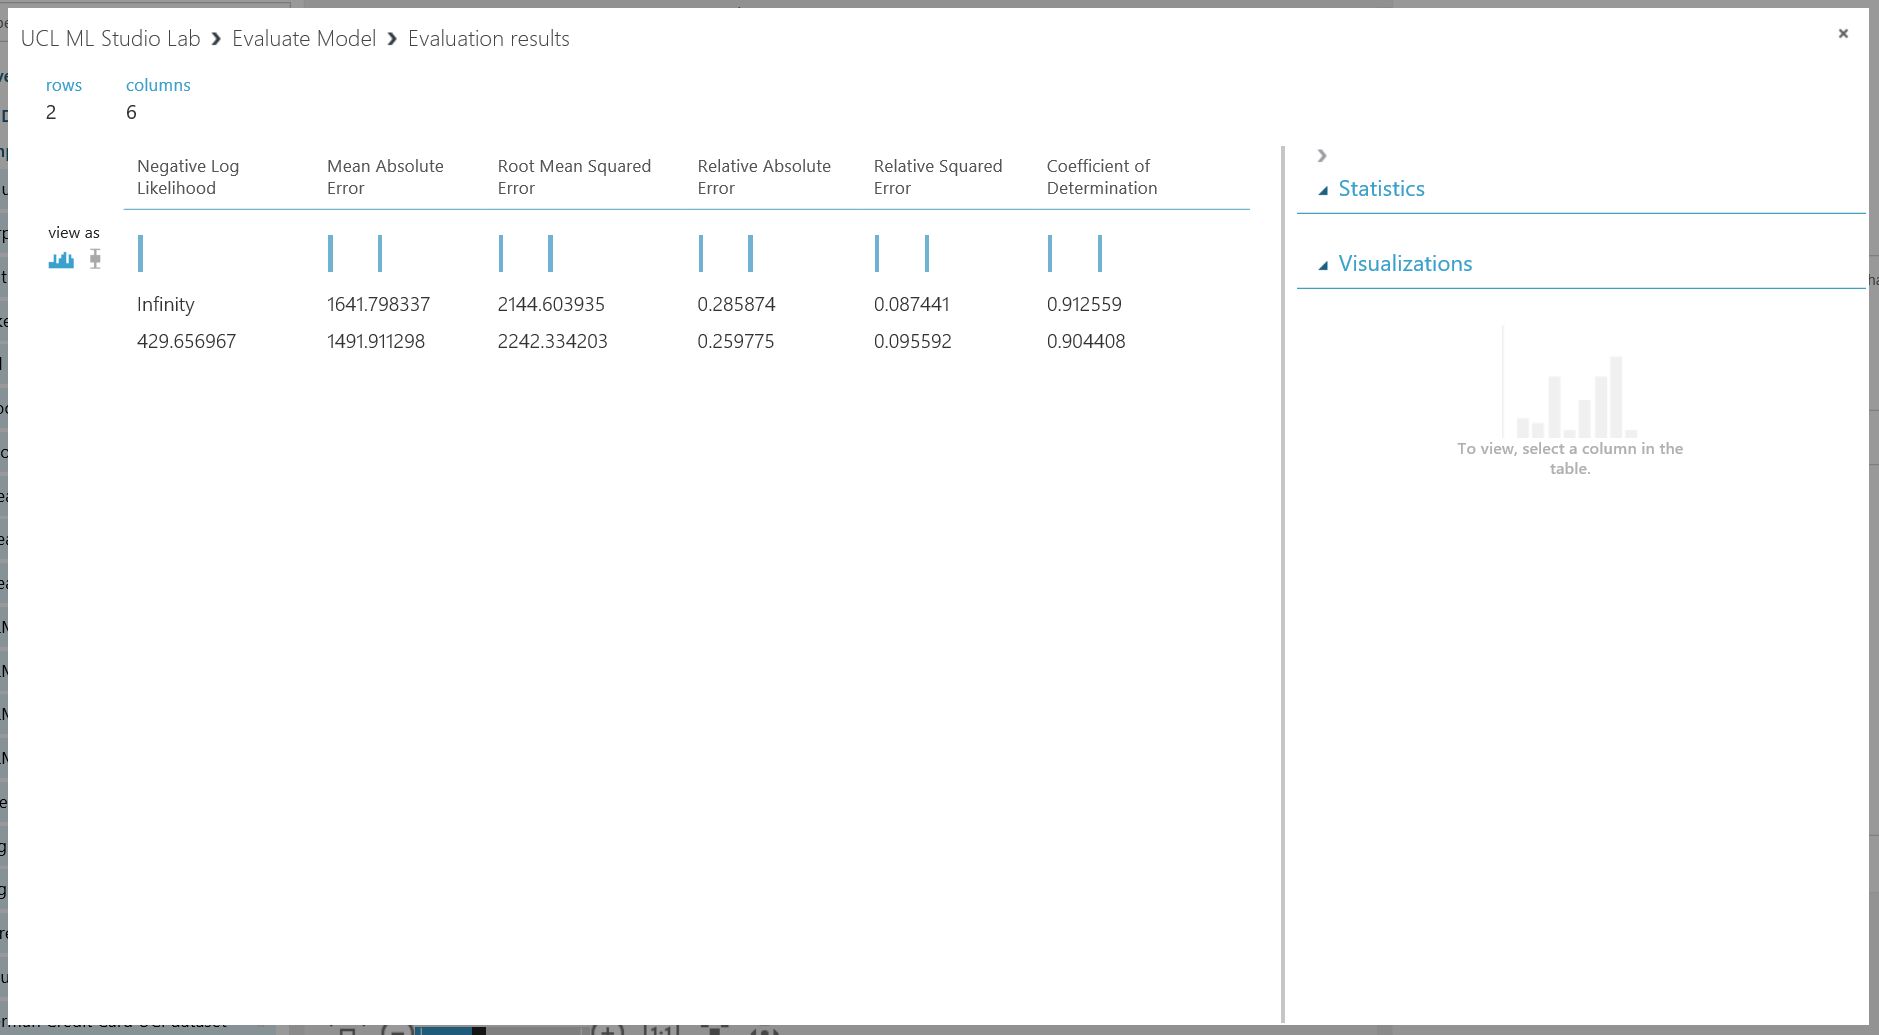 UCL ML Studio Lab › Evaluate Model › Evaluation results
rows columns
2 6
Negative Log Likelihood
Mean Absolute Error
Root Mean Squared Error
Relative Absolute Error
Relative Squared Error
Coefficient of Determination
view as
Infinity 1641.798337 2144.603935 0.285874 0.087441 0.912559
429.656967 1491.911298 2242.334203 0.259775 0.095592 0.904408
Statistics
Visualizations
To view, select a column in the
table.